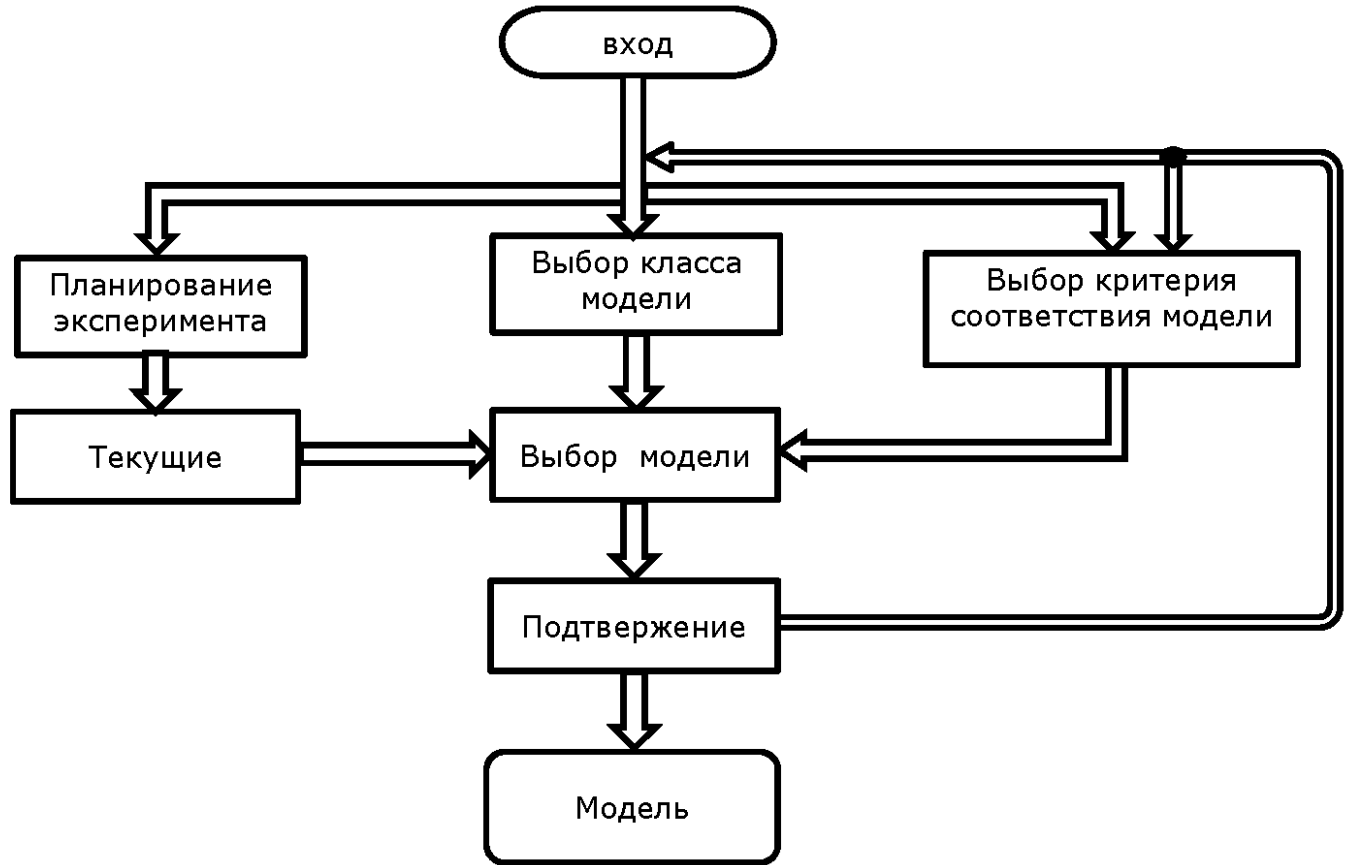 вход
Планирование
эксперимента
Выбор класса
модели
Выбор критерия
соответствия модели
Текущие
Выбор модели
Подтвержение
Модель